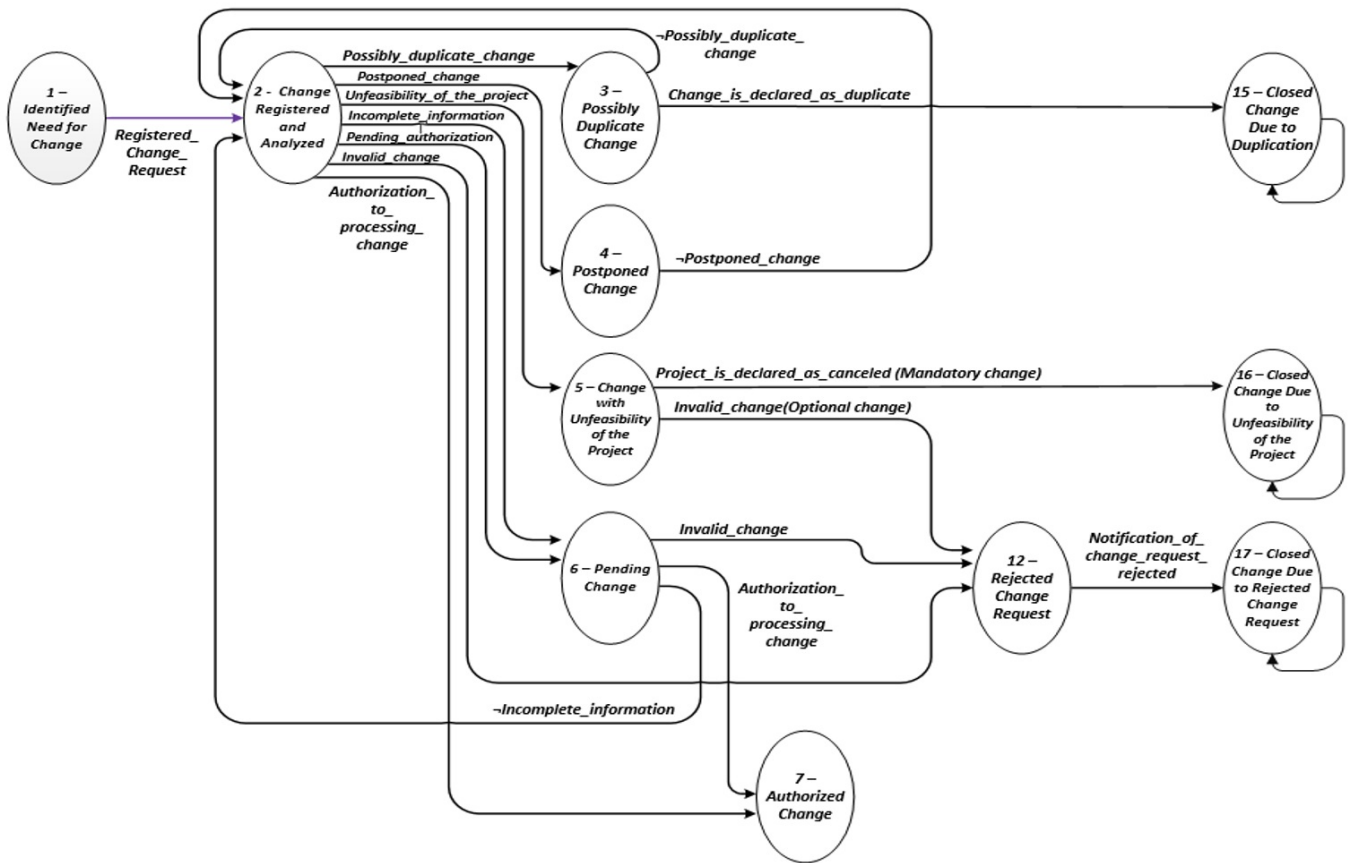 1 –
Identified
Need for
Change
Registered_
Change_
Request
2 - Change
Registered
and
Analyzed
Possibly_duplicate_change
Postponed_change
Unfeasibility_of_the_project
Incomplete_information
Pending_authorization
Invalid_change
Authorization_
to_
processing_
change
¬Possibly_duplicate_
change
3 –
Possibly
Duplicate
Change
Change_is_declared_as_duplicate
15 – Closed
Change
Due to
Duplication
4 –
Postponed
Change
¬Postponed_change
5 – Change
with
Unfeasibility
of the
Project
Project_is_declared_as_canceled (Mandatory change)
Invalid_change(Optional change)
16 – Closed
Change Due
to
Unfeasibility
of the
Project
6 – Pending
Change
Invalid_change
Authorization_
to_
processing_
change
¬Incomplete_information
12 –
Rejected
Change
Request
Notification_of_
change_request_
rejected
17 – Closed
Change Due
to Rejected
Change
Request
7 –
Authorized
Change